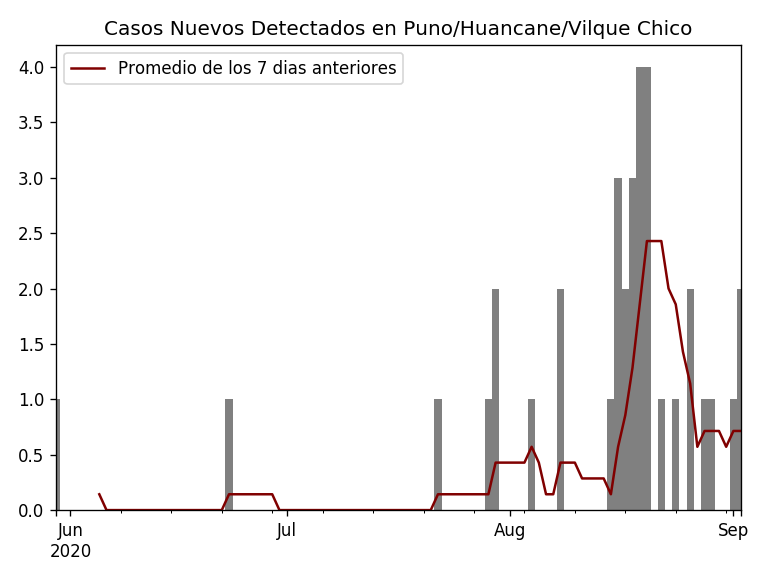 Casos Nuevos Detectados en Puno/Huancane/Vilque Chico
Promedio de los 7 dias anteriores
4.0
3.5
3.0
2.5
2.0
1.5
1.0
0.5
0.0
Jun
2020
Jul
Aug
Sep